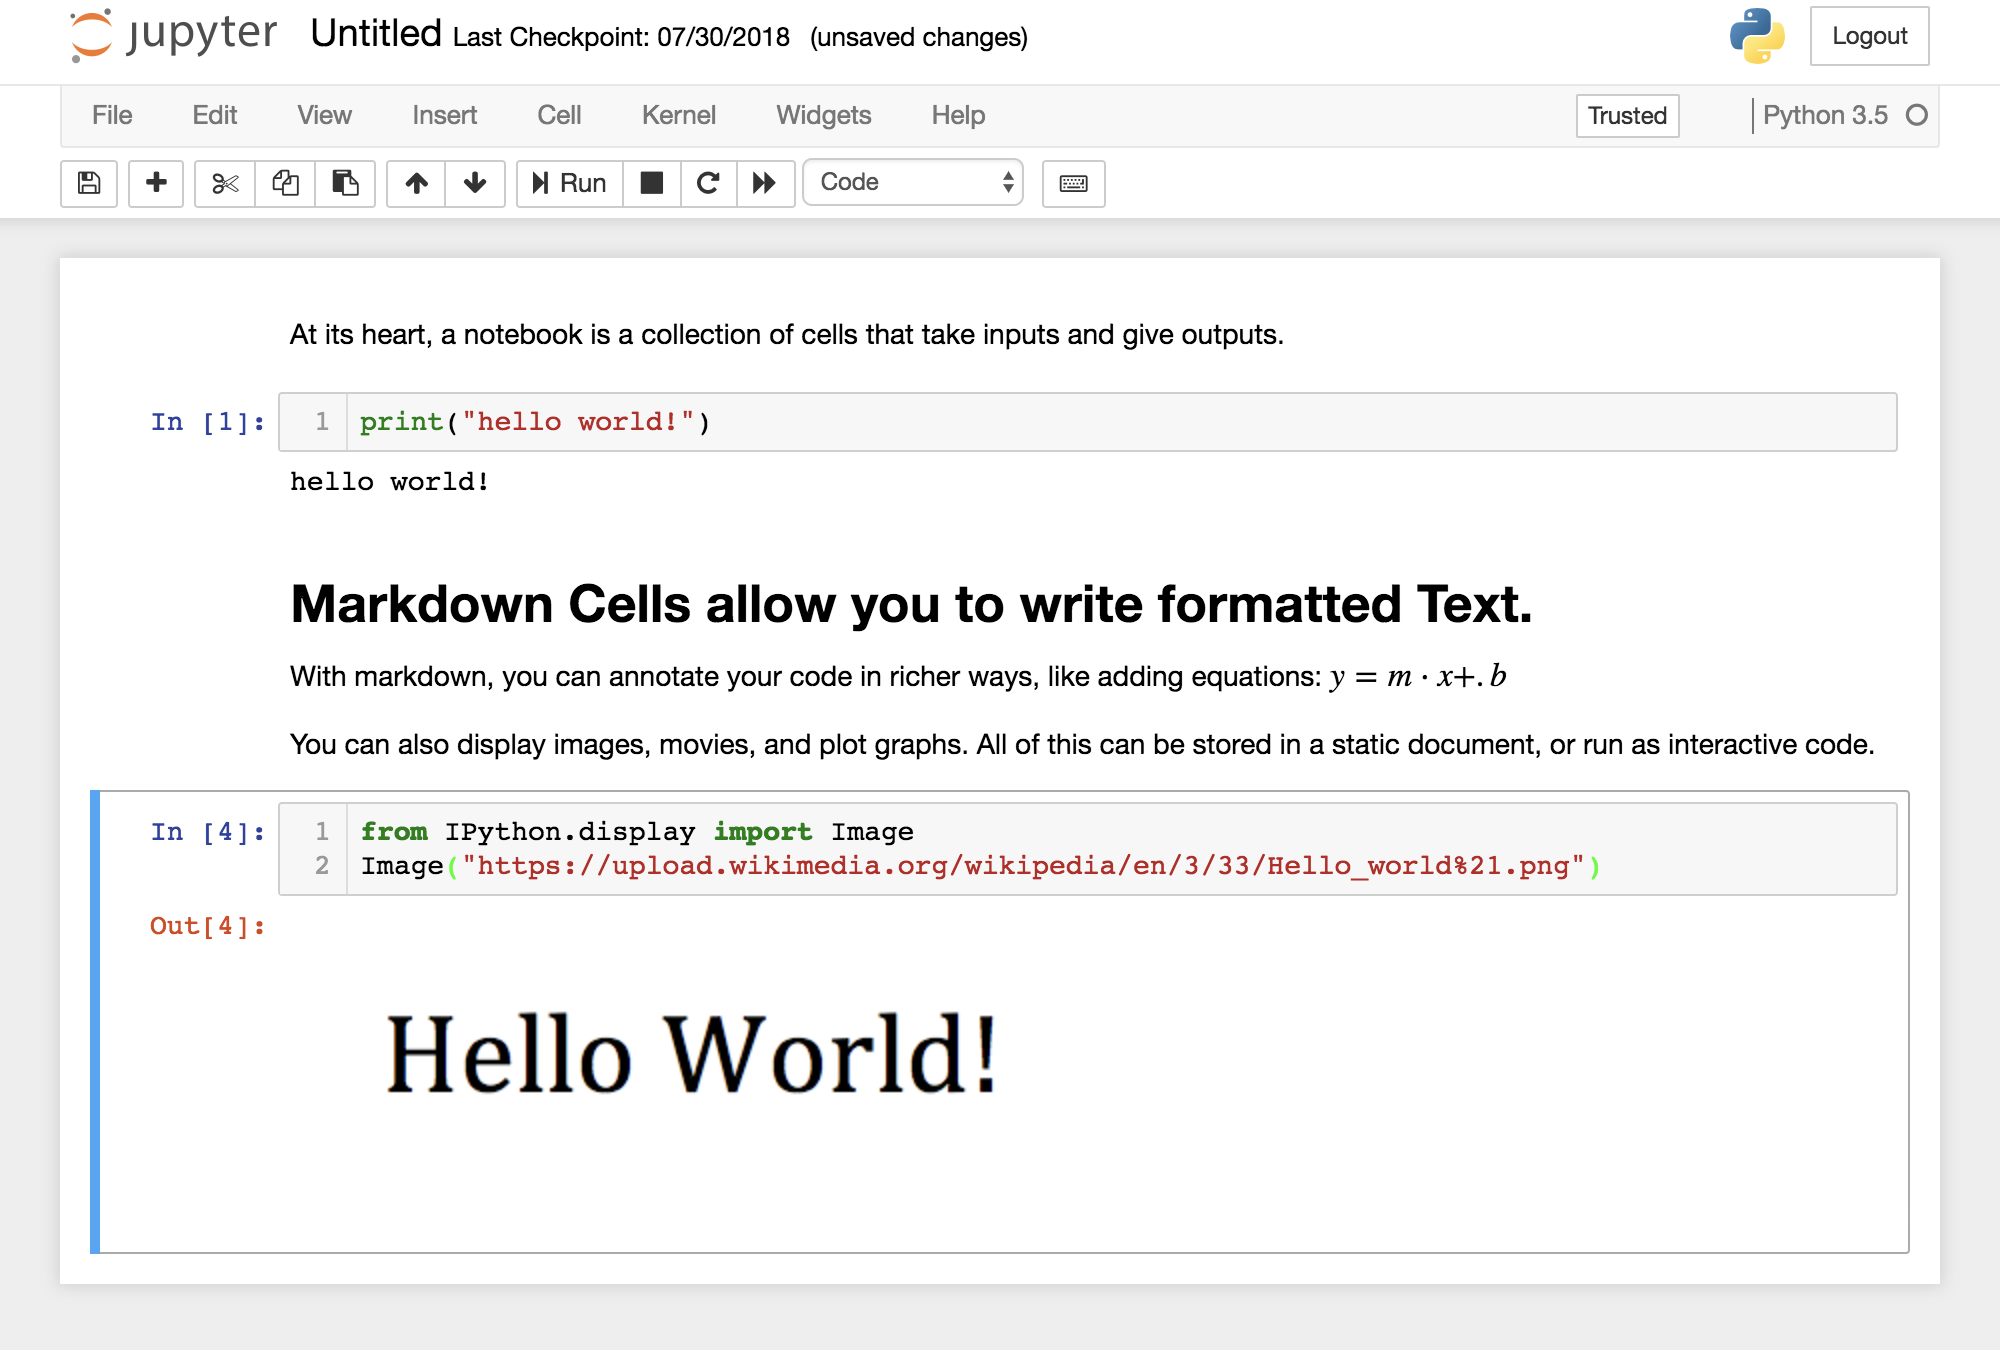 jupyter Untitled Last Checkpoint: 07/30/2018 (unsaved changes) Logout
File Edit View Insert Cell Kernel Widgets Help Trusted Python 3.5
Run Code
At its heart, a notebook is a collection of cells that take inputs and give outputs.
In [1]: 1 print("hello world!")
hello world!
Markdown Cells allow you to write formatted Text.
With markdown, you can annotate your code in richer ways, like adding equations: y = m · x+. b
You can also display images, movies, and plot graphs. All of this can be stored in a static document, or run as interactive code.
In [4]: 1 from IPython.display import Image
2 Image("https://upload.wikimedia.org/wikipedia/en/3/33/Hello_world%21.png")
Out[4]:
Hello World!